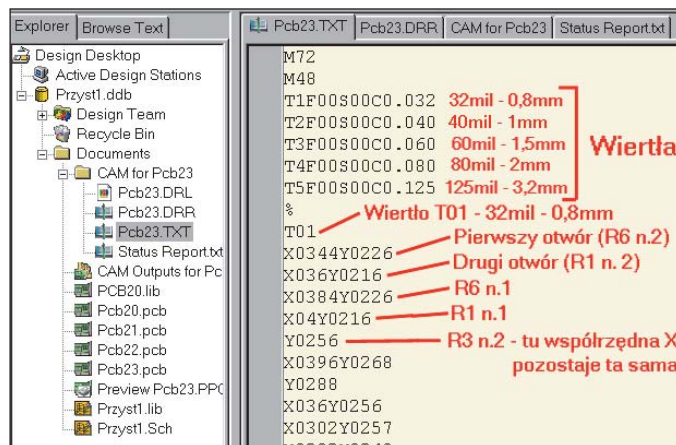 Explorer
Browse Text
Design Desktop
Active Design Stations
Przyst1.ddb
Design Team
Recycle Bin
Documents
CAM for Pcb23
Pcb23.DRL
Pcb23.DRR
Pcb23.TXT
Status Report.txt
CAM Outputs for Pc
PCB20.lib
Pcb20.pcb
Pcb21.pcb
Pcb22.pcb
Pcb23.pcb
Preview Pcb23.PPC
Przyst1.lib
Przyst1.Sch
Pcb23.TXT
Pcb23.DRR
CAM for Pcb23
Status Report.txt
M72
M48
T1F00S00C0.032 32mil - 0,8mm
T2F00S00C0.040 40mil - 1mm
T3F00S00C0.060 60mil - 1,5mm
T4F00S00C0.080 80mil - 2mm
T5F00S00C0.125 125mil - 3,2mm
Wiertła
%
T01 Wiertło T01 - 32mil - 0,8mm
X0344Y0226 Pierwszy otwór (R6 n.2)
X036Y0216 Drugi otwór (R1 n. 2)
X0384Y0226 R6 n.1
X04Y0216 R1 n.1
Y0256 R3 n.2 - tu współrzędna X
pozostaje ta sama
X0396Y0268
Y0288
X036Y0256
X0302Y0257